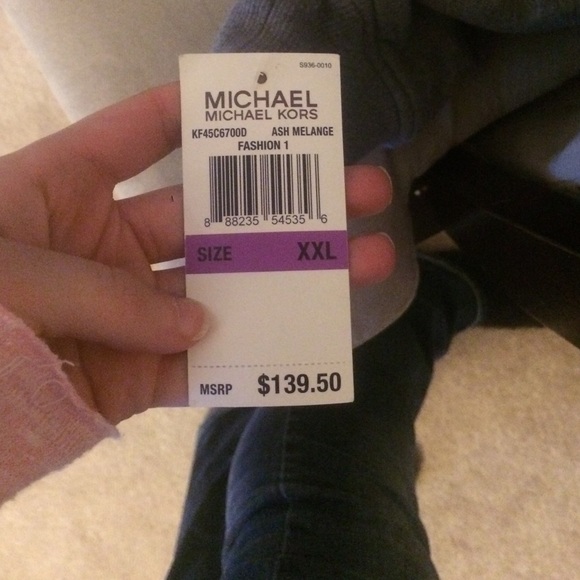 S936-0010
MICHAEL
MICHAEL KORS
KF45C6700D ASH MELANGE
FASHION 1
8 88235 54535 6
SIZE XXL
MSRP $139.50